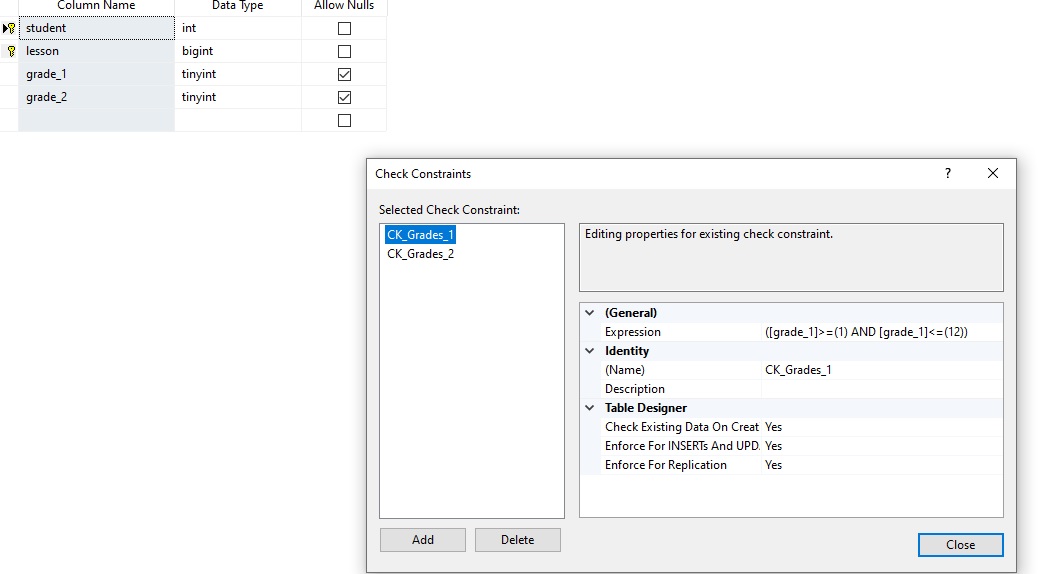 Column Name Data Type Allow Nulls
student int
lesson bigint
grade_1 tinyint
grade_2 tinyint
Check Constraints ?
Selected Check Constraint:
CK_Grades_1
CK_Grades_2
Editing properties for existing check constraint.
(General)
Expression ([grade_1]>=(1) AND [grade_1]<=(12))
Identity
(Name) CK_Grades_1
Description
Table Designer
Check Existing Data On Creat Yes
Enforce For INSERTs And UPD. Yes
Enforce For Replication Yes
Add Delete
Close